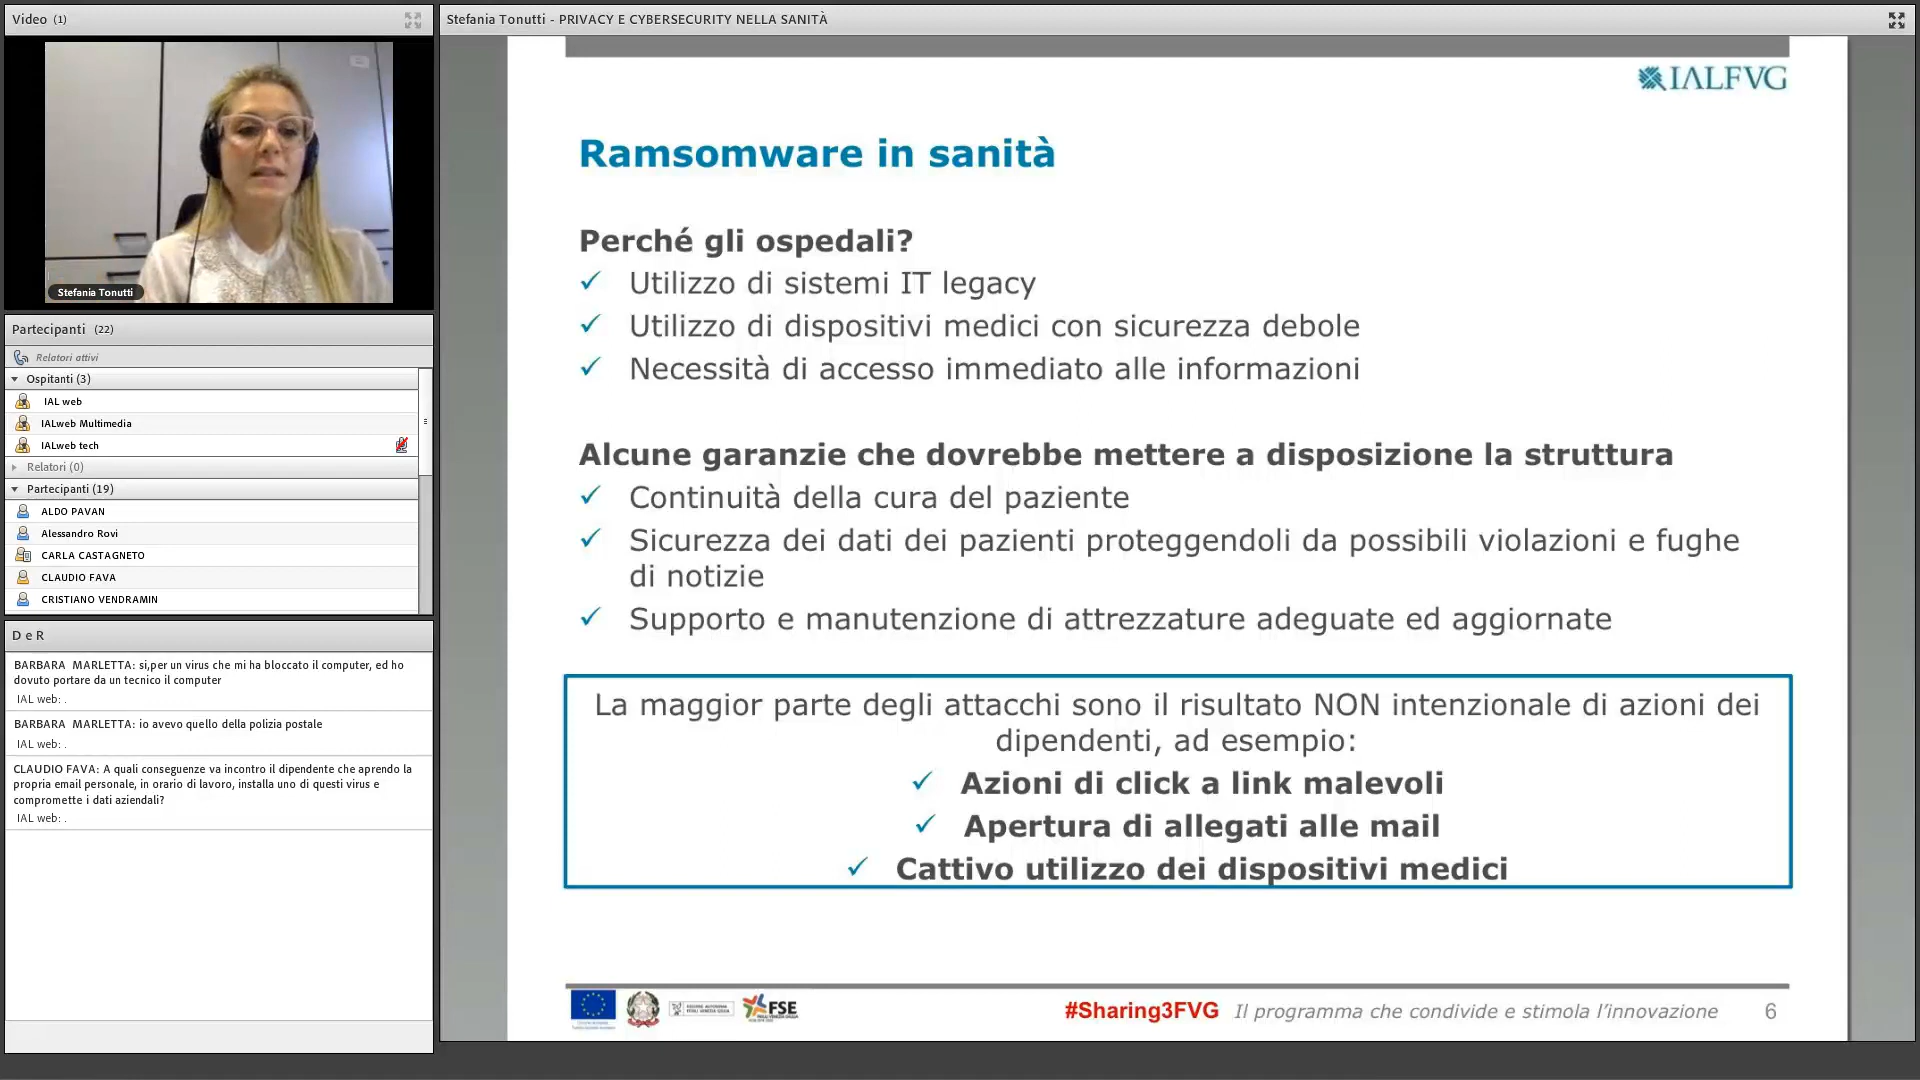 Video (1)
Stefania Tonutti
Partecipanti (22)
Relatori attivi
Ospitanti (3)
IAL web
IALweb Multimedia
IALweb tech
Relatori (0)
Partecipanti (19)
ALDO PAVAN
Alessandro Rovi
CARLA CASTAGNETO
CLAUDIO FAVA
CRISTIANO VENDRAMIN
D e R
BARBARA MARLETTA: si,per un virus che mi ha bloccato il computer, ed ho
dovuto portare da un tecnico il computer
IAL web: .
BARBARA MARLETTA: io avevo quello della polizia postale
IAL web: .
CLAUDIO FAVA: A quali conseguenze va incontro il dipendente che aprendo la
propria email personale, in orario di lavoro, installa uno di questi virus e
compromette i dati aziendali?
IAL web: .
Stefania Tonutti - PRIVACY E CYBERSECURITY NELLA SANITÀ
IALFVG
Ramsomware in sanità
Perché gli ospedali?
✓ Utilizzo di sistemi IT legacy
✓ Utilizzo di dispositivi medici con sicurezza debole
✓ Necessità di accesso immediato alle informazioni
Alcune garanzie che dovrebbe mettere a disposizione la struttura
✓ Continuità della cura del paziente
✓ Sicurezza dei dati dei pazienti proteggendoli da possibili violazioni e fughe
di notizie
✓ Supporto e manutenzione di attrezzature adeguate ed aggiornate
La maggior parte degli attacchi sono il risultato NON intenzionale di azioni dei
dipendenti, ad esempio:
✓ Azioni di click a link malevoli
✓ Apertura di allegati alle mail
✓ Cattivo utilizzo dei dispositivi medici
FSE
#Sharing3FVG Il programma che condivide e stimola l’innovazione 6